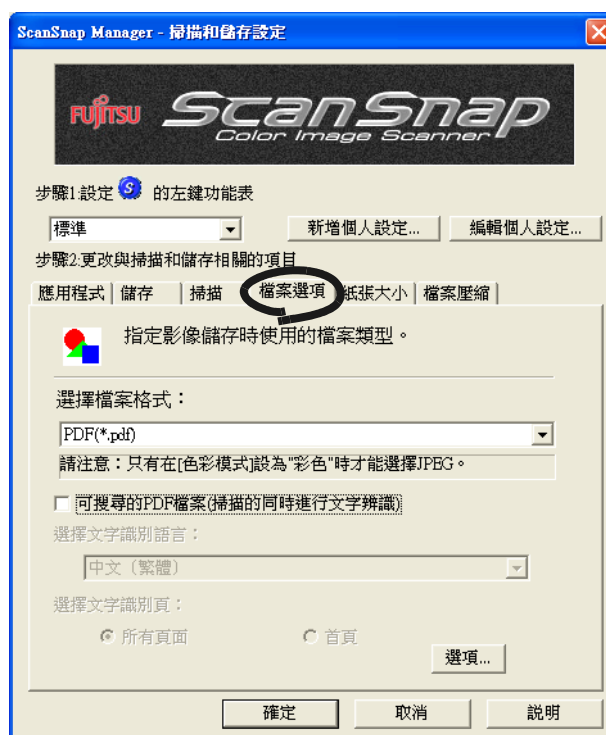 ScanSnap Manager - 掃描和儲存設定
FUJITSU ScanSnap
Color Image Scanner
步驟1:設定 S 的左鍵功能表
標準 新增個人設定... 編輯個人設定...
步驟2:更改與掃描和儲存相關的項目
應用程式 儲存 掃描 檔案選項 紙張大小 檔案壓縮
指定影像儲存時使用的檔案類型。
選擇檔案格式：
PDF(*.pdf)
請注意：只有在[色彩模式]設為"彩色"時才能選擇JPEG。
可搜尋的PDF檔案(掃描的同時進行文字辨識)
選擇文字識別語言：
中文（繁體）
選擇文字識別頁：
所有頁面 首頁
選項...
確定 取消 説明